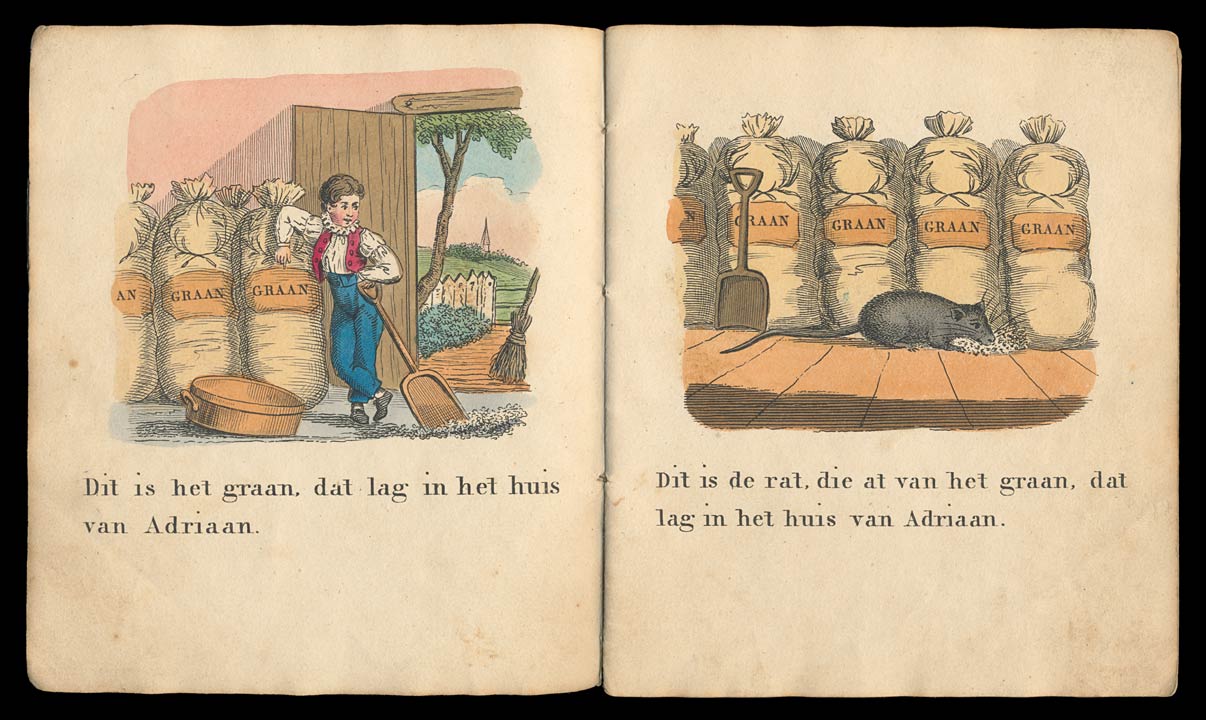 AN
GRAAN
GRAAN
Dit is het graan, dat lag in het huis
van Adriaan.
N
GRAAN
GRAAN
GRAAN
GRAAN
Dit is de rat, die at van het graan, dat
lag in het huis van Adriaan.